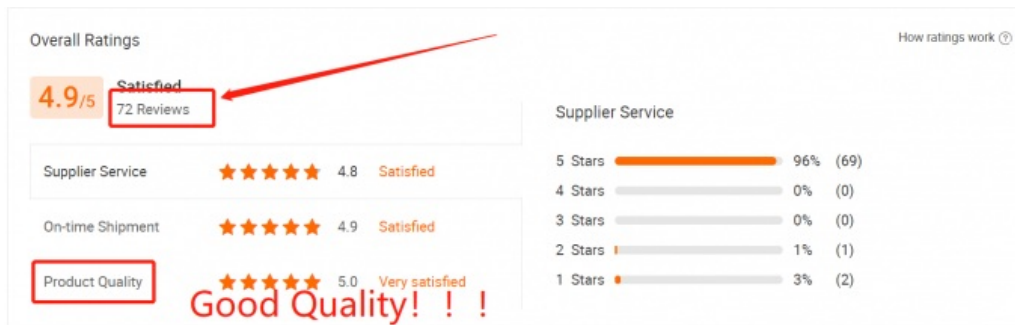 Overall Ratings
How ratings work ?
4.9/5
Satisfied
72 Reviews
Supplier Service
4.8
Satisfied
On-time Shipment
4.9
Satisfied
Product Quality
5.0
Very satisfied
Good Quality！！！
Supplier Service
5 Stars 96% (69)
4 Stars 0% (0)
3 Stars 0% (0)
2 Stars 1% (1)
1 Stars 3% (2)